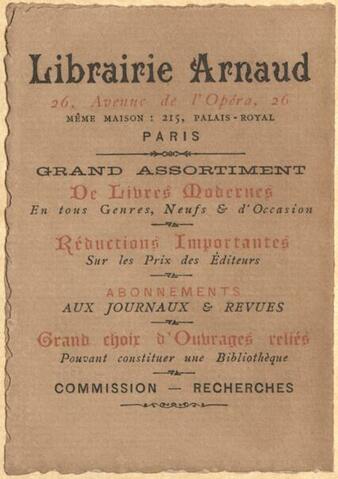 Librairie Arnaud
26, Avenue de l'Opéra, 26
MÊME MAISON : 215, PALAIS-ROYAL
PARIS
GRAND ASSORTIMENT
De Livres Modernes
En tous Genres, Neufs & d'Occasion
Réductions Importantes
Sur les Prix des Éditeurs
ABONNEMENTS
AUX JOURNAUX & REVUES
Grand choix d'Ouvrages reliés
Pouvant constituer une Bibliothèque
COMMISSION — RECHERCHES